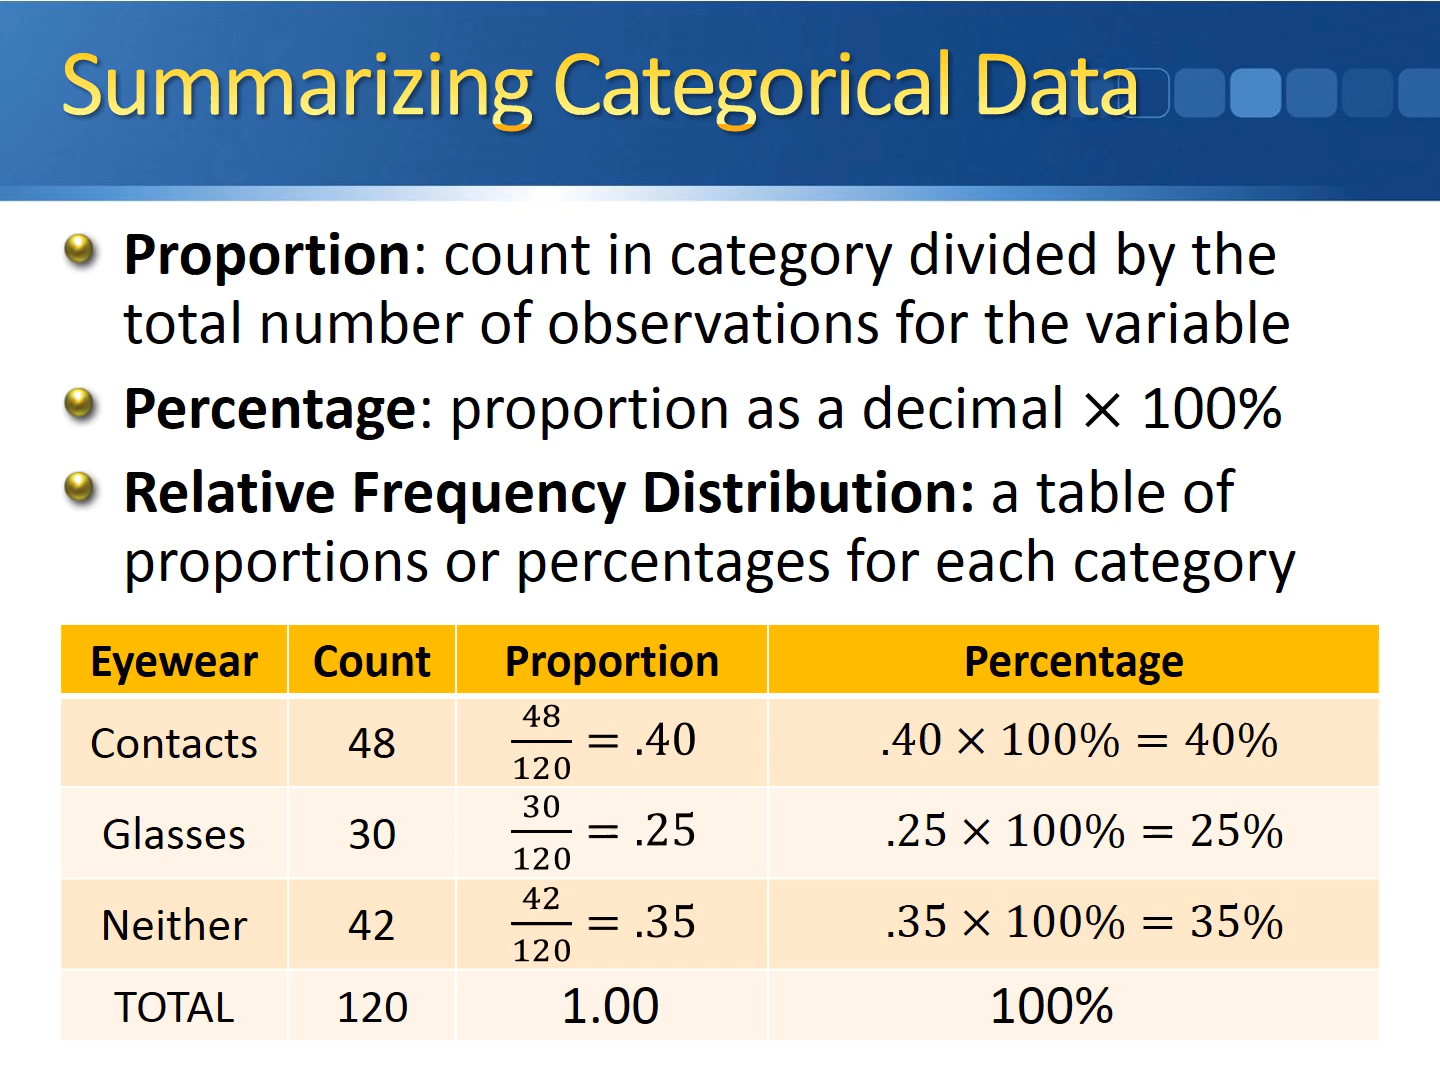 Summarizing Categorical Data
Proportion: count in category divided by the
total number of observations for the variable
Percentage: proportion as a decimal × 100%
Relative Frequency Distribution: a table of
proportions or percentages for each category
Eyewear Count Proportion Percentage
Contacts 48 48/120 = .40 .40 × 100% = 40%
Glasses 30 30/120 = .25 .25 × 100% = 25%
Neither 42 42/120 = .35 .35 × 100% = 35%
TOTAL 120 1.00 100%